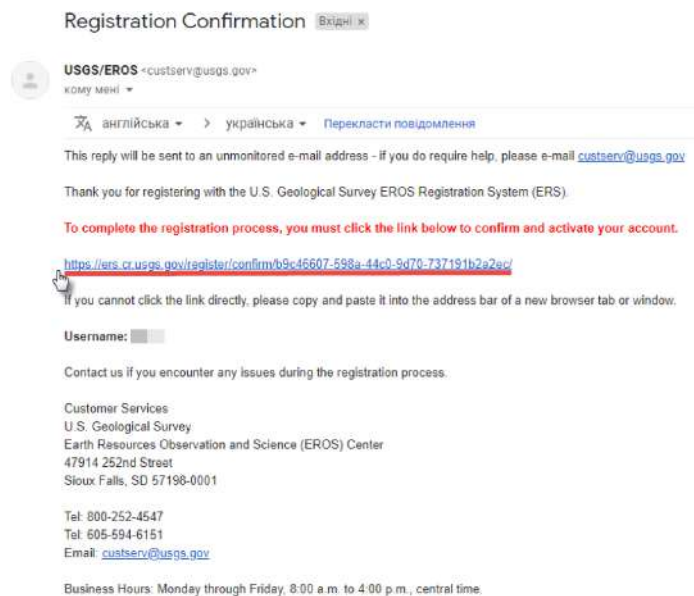 Registration Confirmation Вхідні x
USGS/EROS <custserv@usgs.gov>
кому мені
англійська > українська Перекласти повідомлення
This reply will be sent to an unmonitored e-mail address - if you do require help, please e-mail custserv@usgs.gov
Thank you for registering with the U.S. Geological Survey EROS Registration System (ERS).
To complete the registration process, you must click the link below to confirm and activate your account.
https://ers.cr.usgs.gov/register/confirm/b9c46607-598a-44c0-9d70-737191b2a2ec/
If you cannot click the link directly, please copy and paste it into the address bar of a new browser tab or window.
Username:
Contact us if you encounter any issues during the registration process.
Customer Services
U.S. Geological Survey
Earth Resources Observation and Science (EROS) Center
47914 252nd Street
Sioux Falls, SD 57198-0001
Tel: 800-252-4547
Tel: 605-594-6151
Email: custserv@usgs.gov
Business Hours: Monday through Friday, 8:00 a.m. to 4:00 p.m., central time.